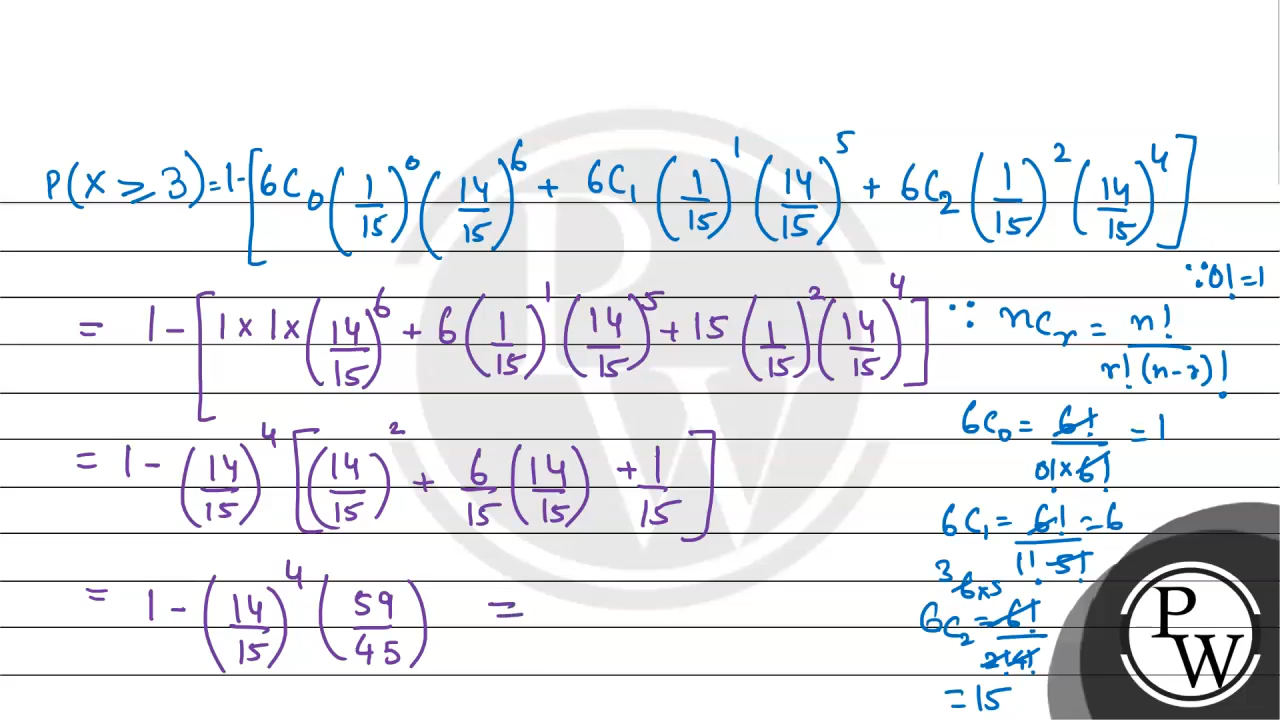 P(X ≥ 3) = 1 - [6C₀ (1/15)⁰ (14/15)⁶ + 6C₁ (1/15)¹ (14/15)⁵ + 6C₂ (1/15)² (14/15)⁴]
∵ 0! = 1
= 1 - [1 × 1 × (14/15)⁶ + 6 (1/15)¹ (14/15)⁵ + 15 (1/15)² (14/15)⁴] ∵ nCr = n! / r! (n-r)!
6C₀ = 6! / 0! × 6! = 1
= 1 - (14/15)⁴ [(14/15)² + 6/15 (14/15) + 1/15]
6C₁ = 6! / 1! 5! = 6
= 1 - (14/15)⁴ (59/45) =
3
6×5
6C₂ = 6! / 2! 4!
= 15
P
W
P
W